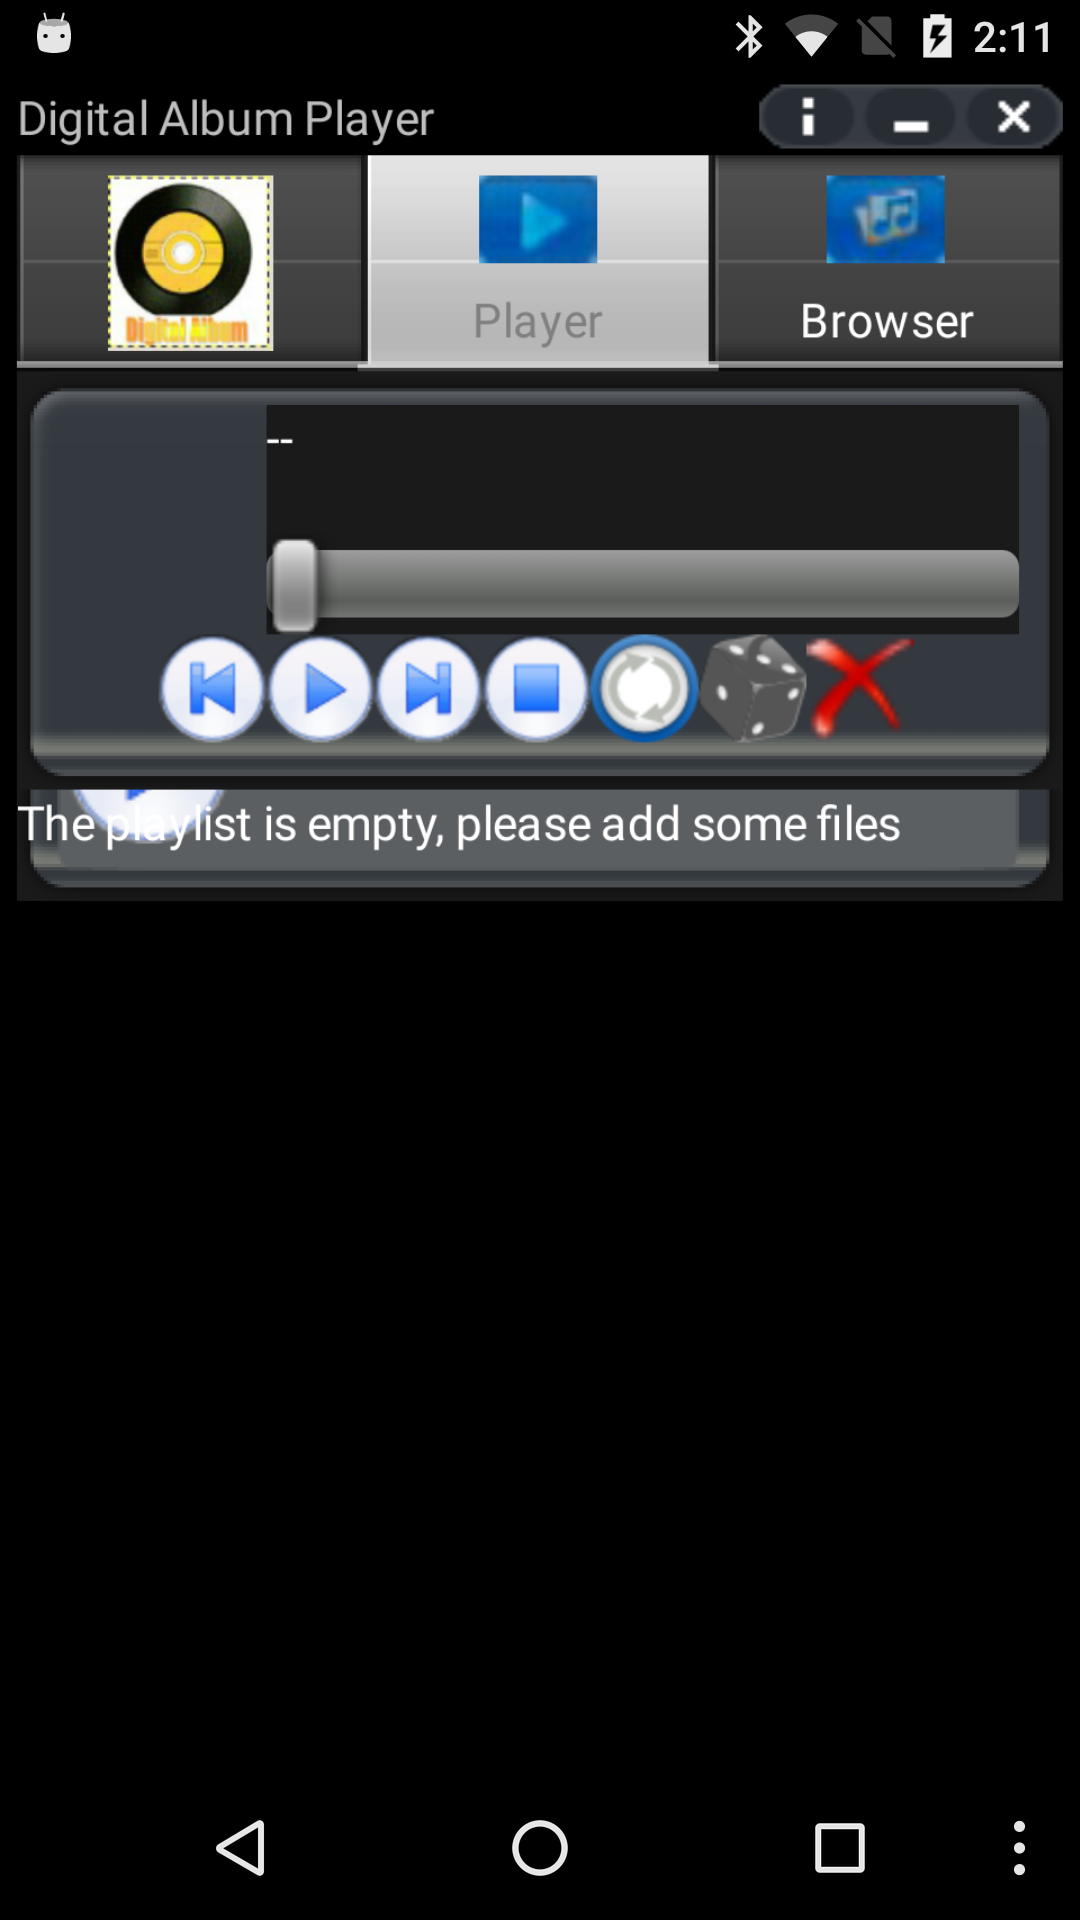 2:11
Digital Album Player
Digital Album
Player
Browser
--
The playlist is empty, please add some files